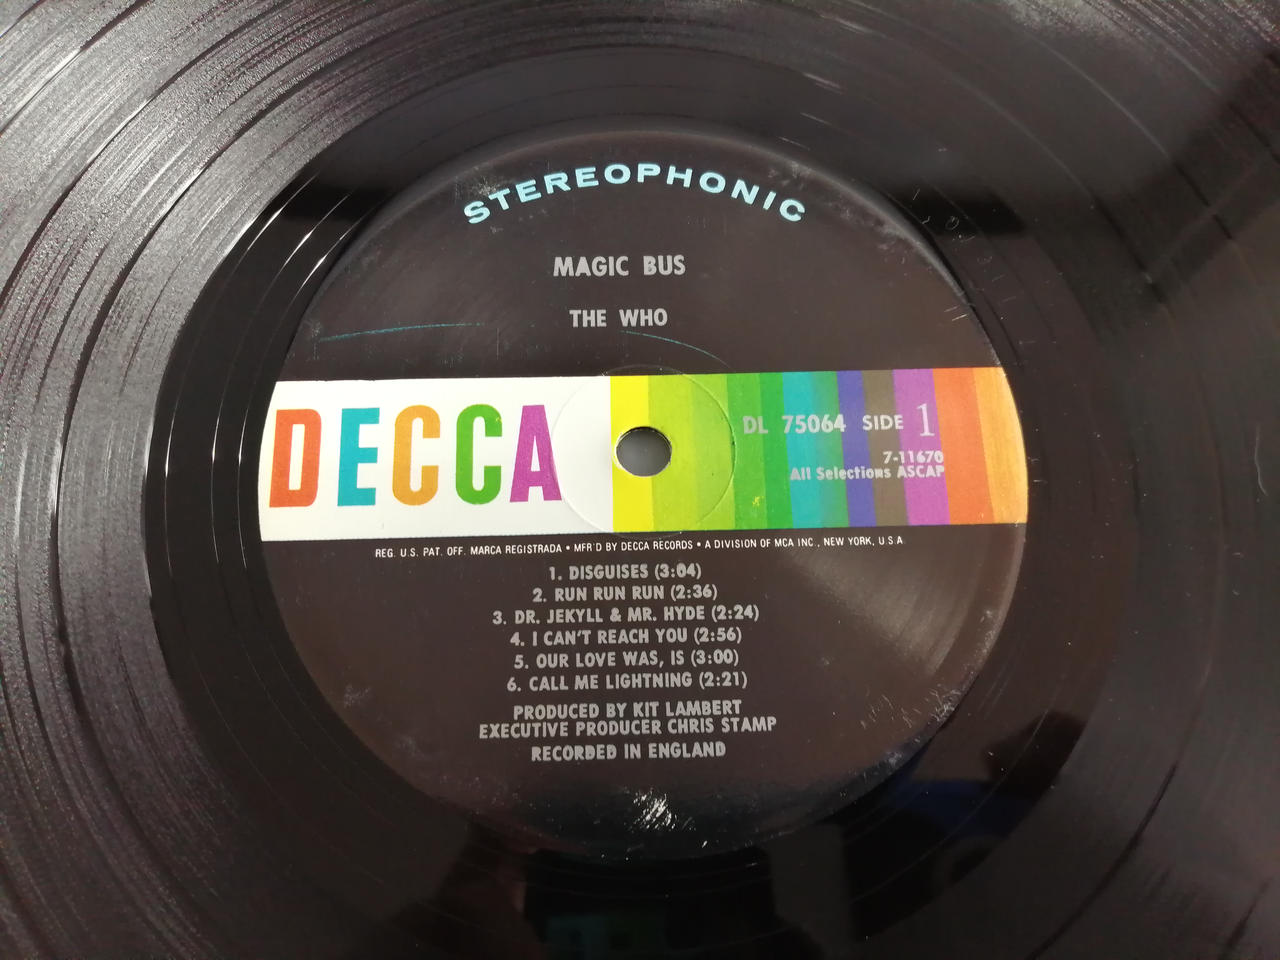 STEREOPHONIC
MAGIC BUS
THE WHO
DECCA
DL 75064 SIDE 1
7-11670
All Selections ASCAP
REG. U.S. PAT. OFF. MARCA REGISTRADA • MFR'D BY DECCA RECORDS • A DIVISION OF MCA INC., NEW YORK, U.S.A.
1. DISGUISES (3:04)
2. RUN RUN RUN (2:36)
3. DR. JEKYLL & MR. HYDE (2:24)
4. I CAN'T REACH YOU (2:56)
5. OUR LOVE WAS, IS (3:00)
6. CALL ME LIGHTNING (2:21)
PRODUCED BY KIT LAMBERT
EXECUTIVE PRODUCER CHRIS STAMP
RECORDED IN ENGLAND